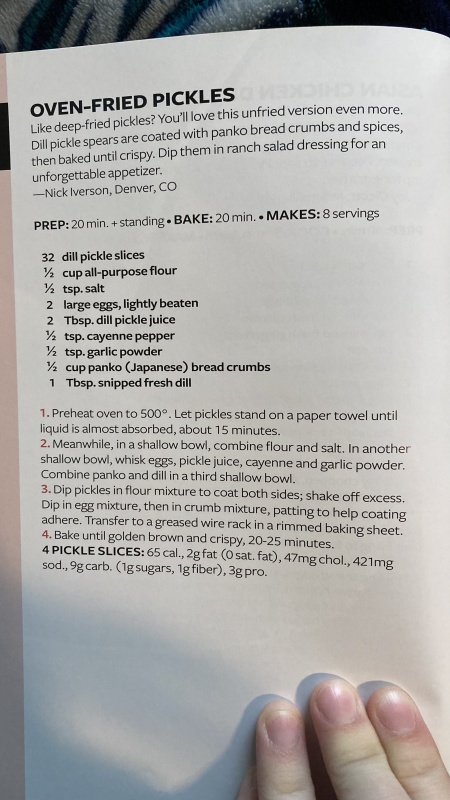 OVEN-FRIED PICKLES
Like deep-fried pickles? You'll love this unfried version even more.
Dill pickle spears are coated with panko bread crumbs and spices,
then baked until crispy. Dip them in ranch salad dressing for an
unforgettable appetizer.
—Nick Iverson, Denver, CO
PREP: 20 min. + standing • BAKE: 20 min. • MAKES: 8 servings
32 dill pickle slices
½ cup all-purpose flour
½ tsp. salt
2 large eggs, lightly beaten
2 Tbsp. dill pickle juice
½ tsp. cayenne pepper
½ tsp. garlic powder
½ cup panko (Japanese) bread crumbs
1 Tbsp. snipped fresh dill
1. Preheat oven to 500°. Let pickles stand on a paper towel until
liquid is almost absorbed, about 15 minutes.
2. Meanwhile, in a shallow bowl, combine flour and salt. In another
shallow bowl, whisk eggs, pickle juice, cayenne and garlic powder.
Combine panko and dill in a third shallow bowl.
3. Dip pickles in flour mixture to coat both sides; shake off excess.
Dip in egg mixture, then in crumb mixture, patting to help coating
adhere. Transfer to a greased wire rack in a rimmed baking sheet.
4. Bake until golden brown and crispy, 20-25 minutes.
4 PICKLE SLICES: 65 cal., 2g fat (0 sat. fat), 47mg chol., 421mg
sod., 9g carb. (1g sugars, 1g fiber), 3g pro.